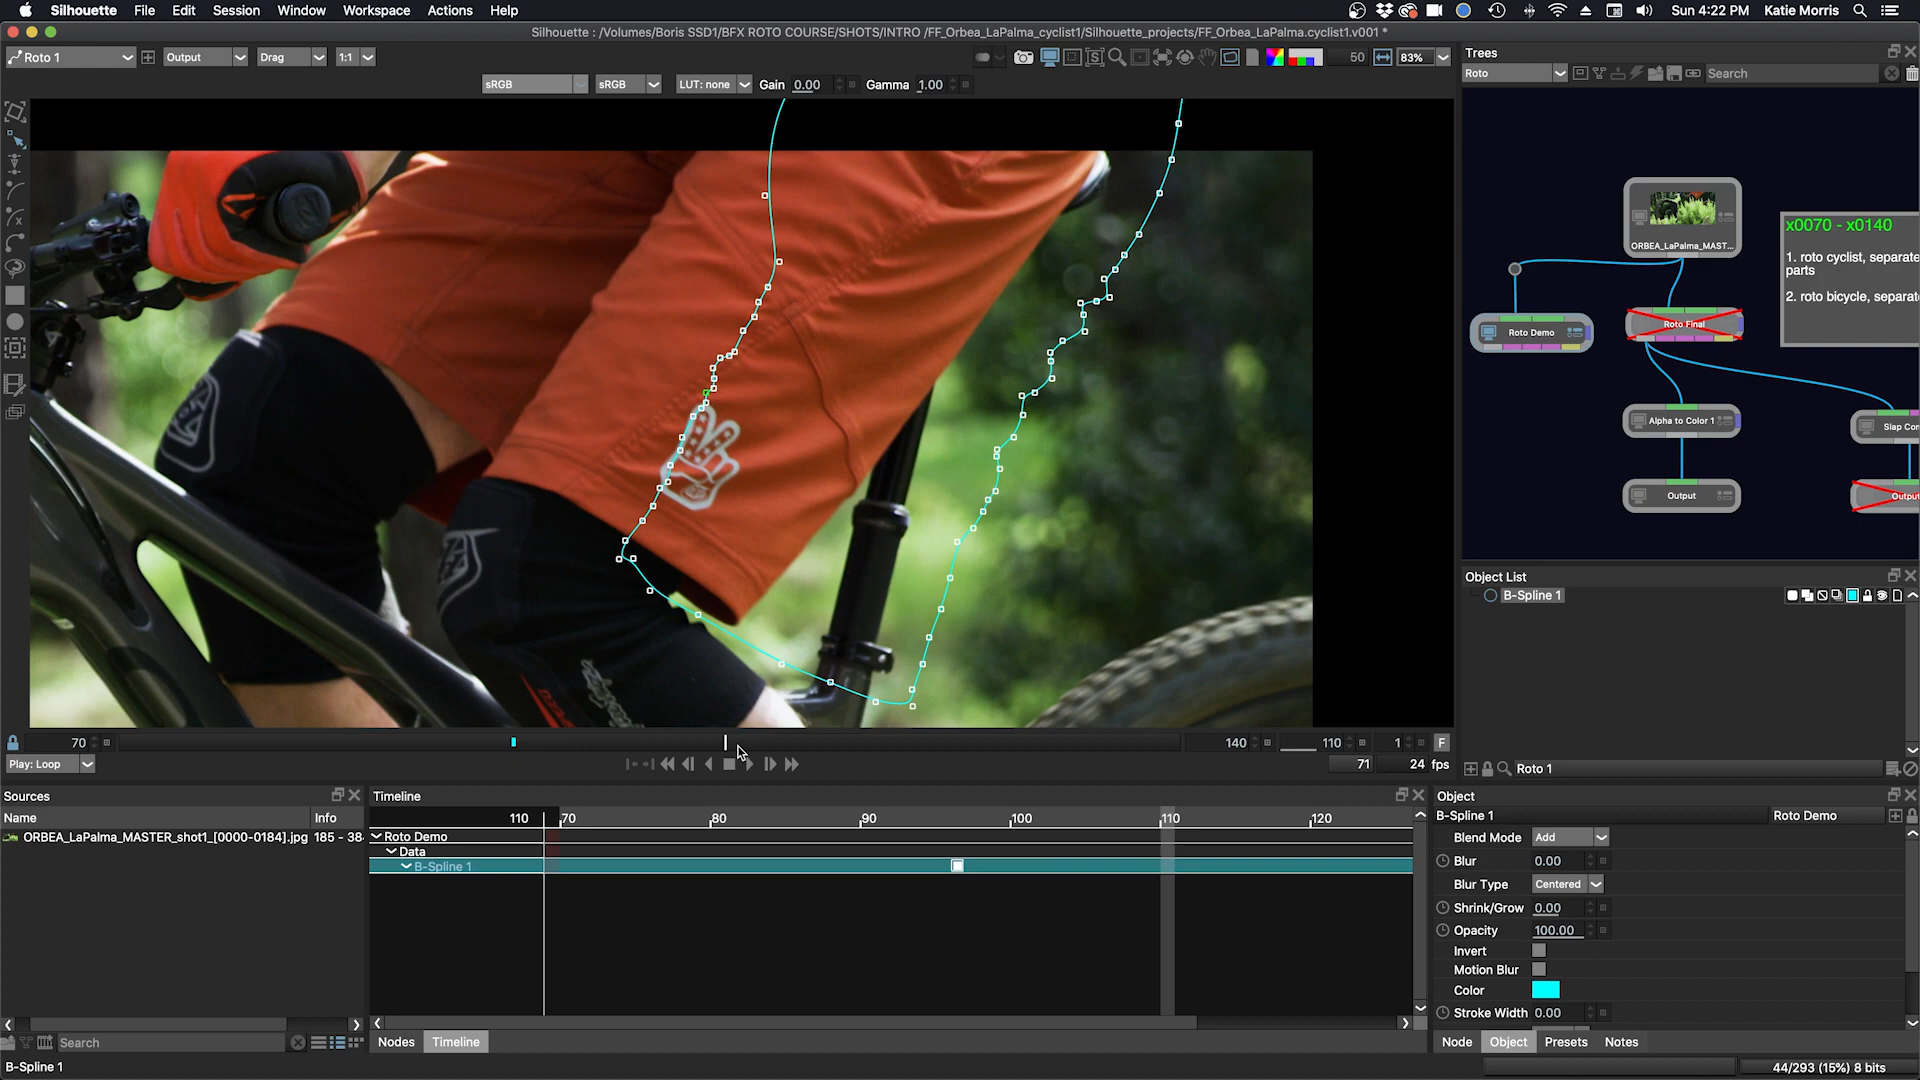 Silhouette File Edit Session Window Workspace Actions Help Sun 4:22 PM Katie Morris
Silhouette : /Volumes/Boris SSD1/BFX ROTO COURSE/SHOTS/INTRO /FF_Orbea_LaPalma_cyclist1/Silhouette_projects/FF_Orbea_LaPalma.cyclist1.v001 *
Roto 1 Output Drag 1:1 50 83%
sRGB sRGB LUT: none Gain 0.00 Gamma 1.00
Trees
Roto Search
ORBEA_LaPalma_MAST...
x0070 - x0140
1. roto cyclist, separate
parts
2. roto bicycle, separat
Roto Demo
Roto Final
Alpha to Color 1
Slap Con
Output
Output
Object List
B-Spline 1
Roto 1
70 140 110 1 F
Play: Loop 71 24 fps
Sources
Name Info
ORBEA_LaPalma_MASTER_shot1_[0000-0184].jpg 185 - 38
Search
Timeline
110 70 80 90 100 110 120
Roto Demo
Data
B-Spline 1
Nodes Timeline
Object
B-Spline 1 Roto Demo
Blend Mode Add
Blur 0.00
Blur Type Centered
Shrink/Grow 0.00
Opacity 100.00
Invert
Motion Blur
Color
Stroke Width 0.00
Node Object Presets Notes
B-Spline 1 44/293 (15%) 8 bits